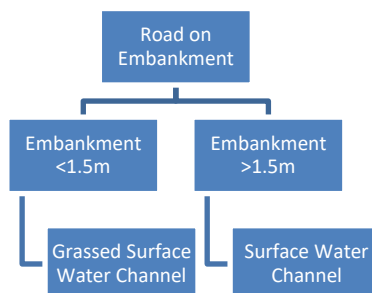 Road on
Embankment
Embankment
<1.5m
Embankment
>1.5m
Grassed Surface
Water Channel
Surface Water
Channel